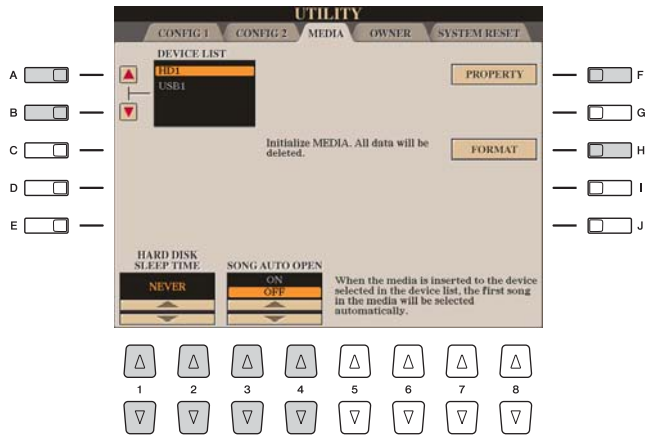 UTILITY
CONFIG 1 CONFIG 2 MEDIA OWNER SYSTEM RESET
DEVICE LIST
HD1
USB1
PROPERTY
Initialize MEDIA. All data will be
deleted.
FORMAT
A
B
C
D
E
F
G
H
I
J
HARD DISK
SLEEP TIME
NEVER
SONG AUTO OPEN
ON
OFF
When the media is inserted to the device
selected in the device list, the first song
in the media will be selected
automatically.
1 2 3 4 5 6 7 8